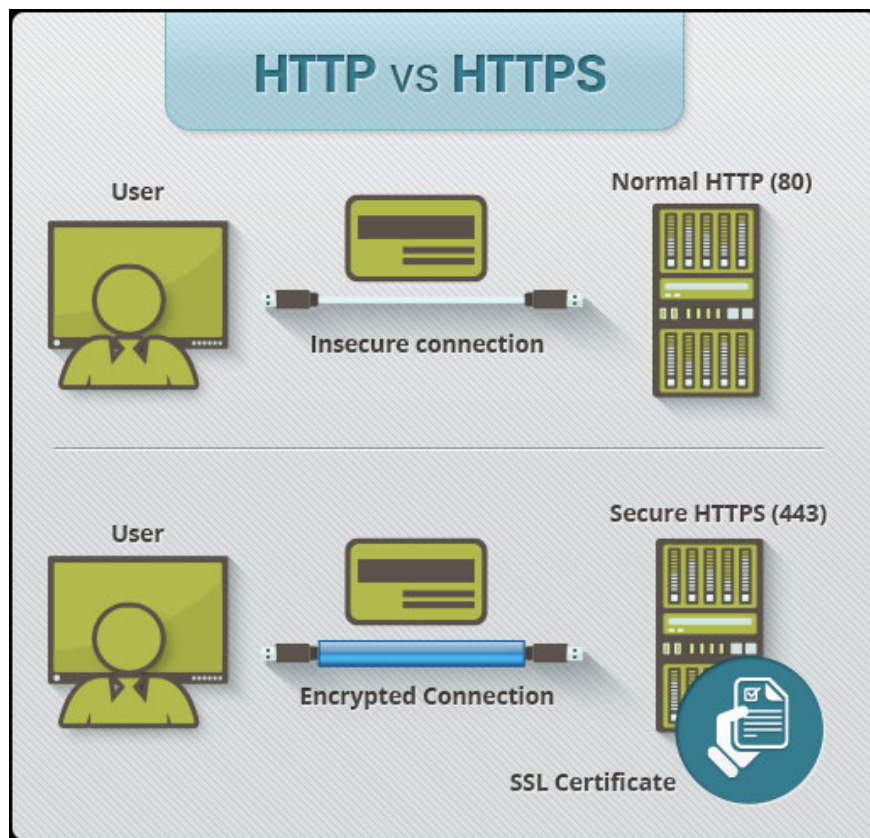 HTTP vs HTTPS
User
Normal HTTP (80)
Insecure connection
User
Secure HTTPS (443)
Encrypted Connection
SSL Certificate